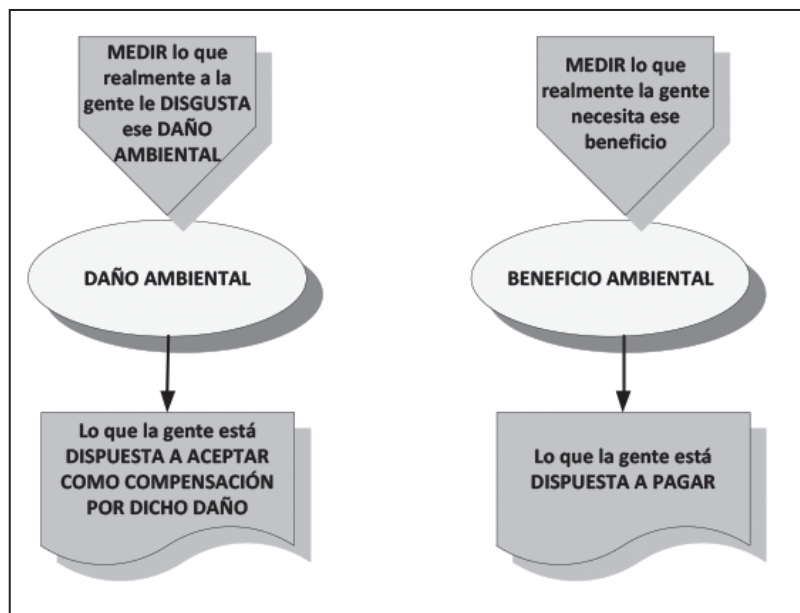 MEDIR lo que
realmente a la
gente le DISGUSTA
ese DAÑO
AMBIENTAL
DAÑO AMBIENTAL
Lo que la gente está
DISPUESTA A ACEPTAR
COMO COMPENSACIÓN
POR DICHO DAÑO
MEDIR lo que
realmente la gente
necesita ese
beneficio
BENEFICIO AMBIENTAL
Lo que la gente está
DISPUESTA A PAGAR